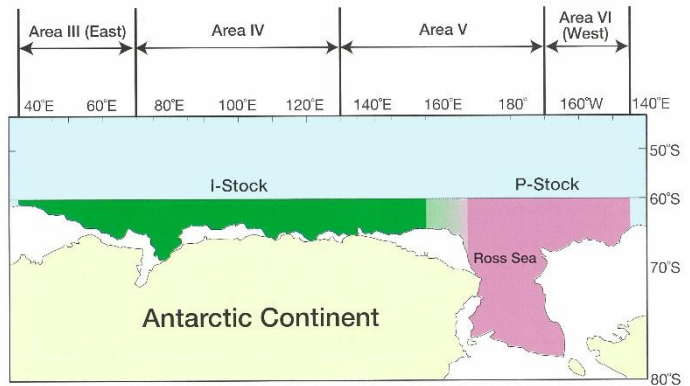 Area III (East)
Area IV
Area V
Area VI
(West)
40°E 60°E 80°E 100°E 120°E 140°E 160°E 180° 160°W 140°E
50°S
I-Stock P-Stock
60°S
Ross Sea
70°S
Antarctic Continent
80°S